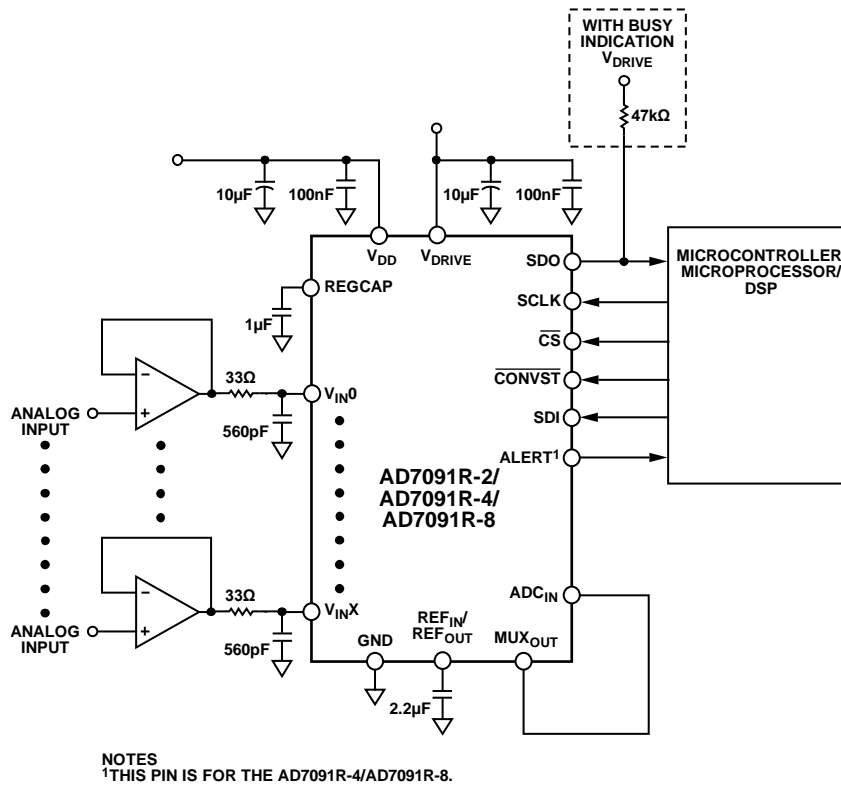 WITH BUSY
INDICATION
VDRIVE
47kΩ
10µF
100nF
10µF
100nF
VDD
VDRIVE
SDO
MICROCONTROLLER/
MICROPROCESSOR/
DSP
REGCAP
SCLK
1µF
CS
33Ω
VIN0
CONVST
ANALOG
INPUT
560pF
SDI
ALERT1
AD7091R-2/
AD7091R-4/
AD7091R-8
33Ω
VINX
ADCIN
ANALOG
INPUT
560pF
GND
REFIN/
REFOUT
MUXOUT
2.2µF
NOTES
1THIS PIN IS FOR THE AD7091R-4/AD7091R-8.